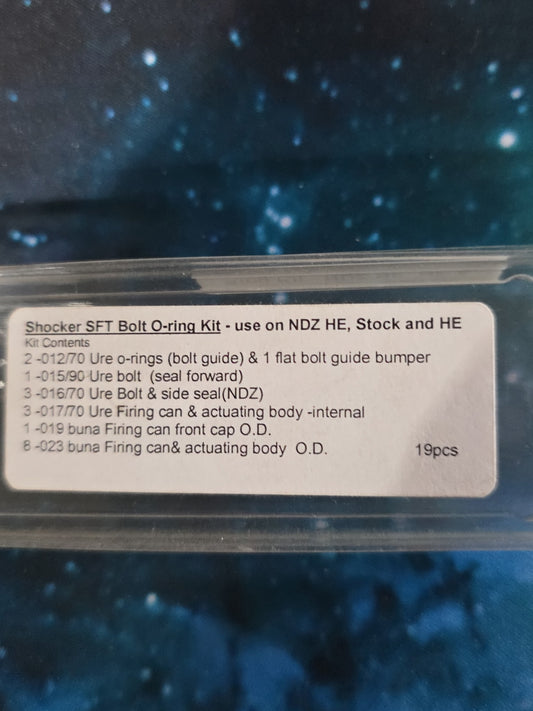 Shocker SFT Bolt O-ring Kit - use on NDZ HE, Stock and HE
Kit Contents
2 -012/70 Ure o-rings (bolt guide) & 1 flat bolt guide bumper
1 -015/90 Ure bolt (seal forward)
3 -016/70 Ure Bolt & side seal(NDZ)
3 -017/70 Ure Firing can & actuating body -internal
1 -019 buna Firing can front cap O.D.
8 -023 buna Firing can& actuating body O.D. 19pcs